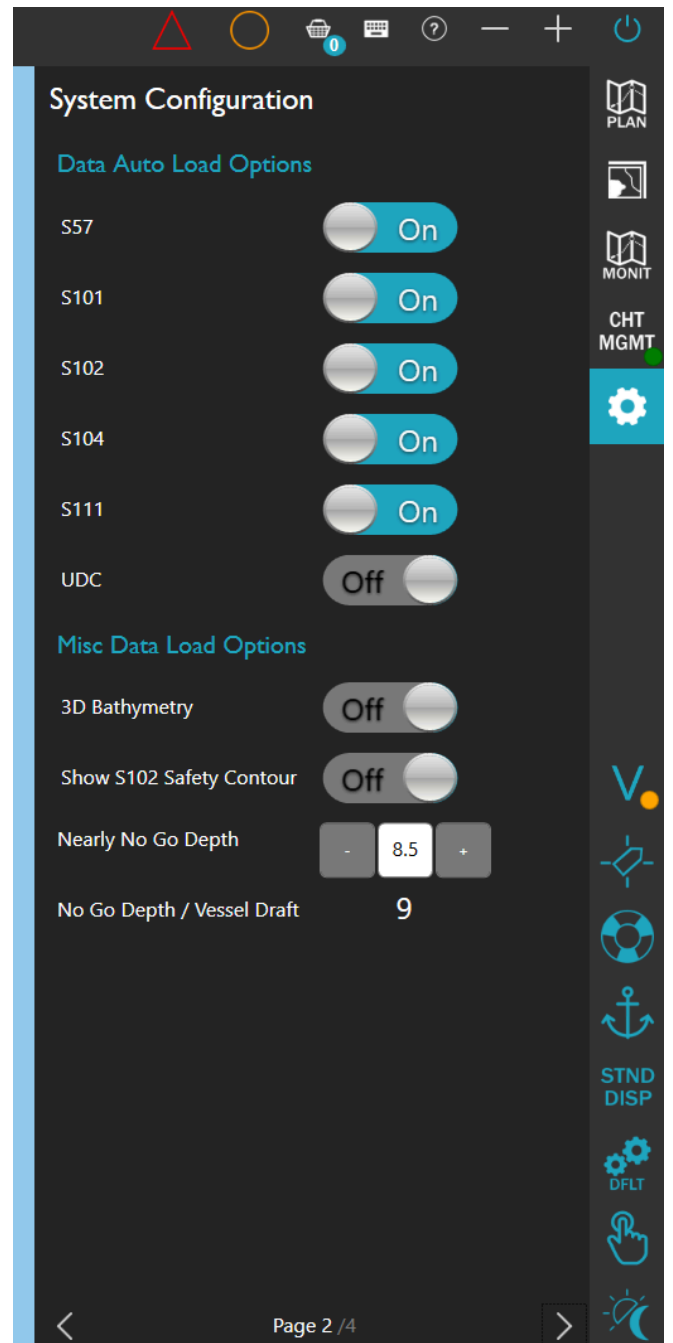 0
?
System Configuration
Data Auto Load Options
S57 On
S101 On
S102 On
S104 On
S111 On
UDC Off
Misc Data Load Options
3D Bathymetry Off
Show S102 Safety Contour Off
Nearly No Go Depth - 8.5 +
No Go Depth / Vessel Draft 9
Page 2 /4
PLAN
MONIT
CHT
MGMT
V
STND
DISP
DFLT